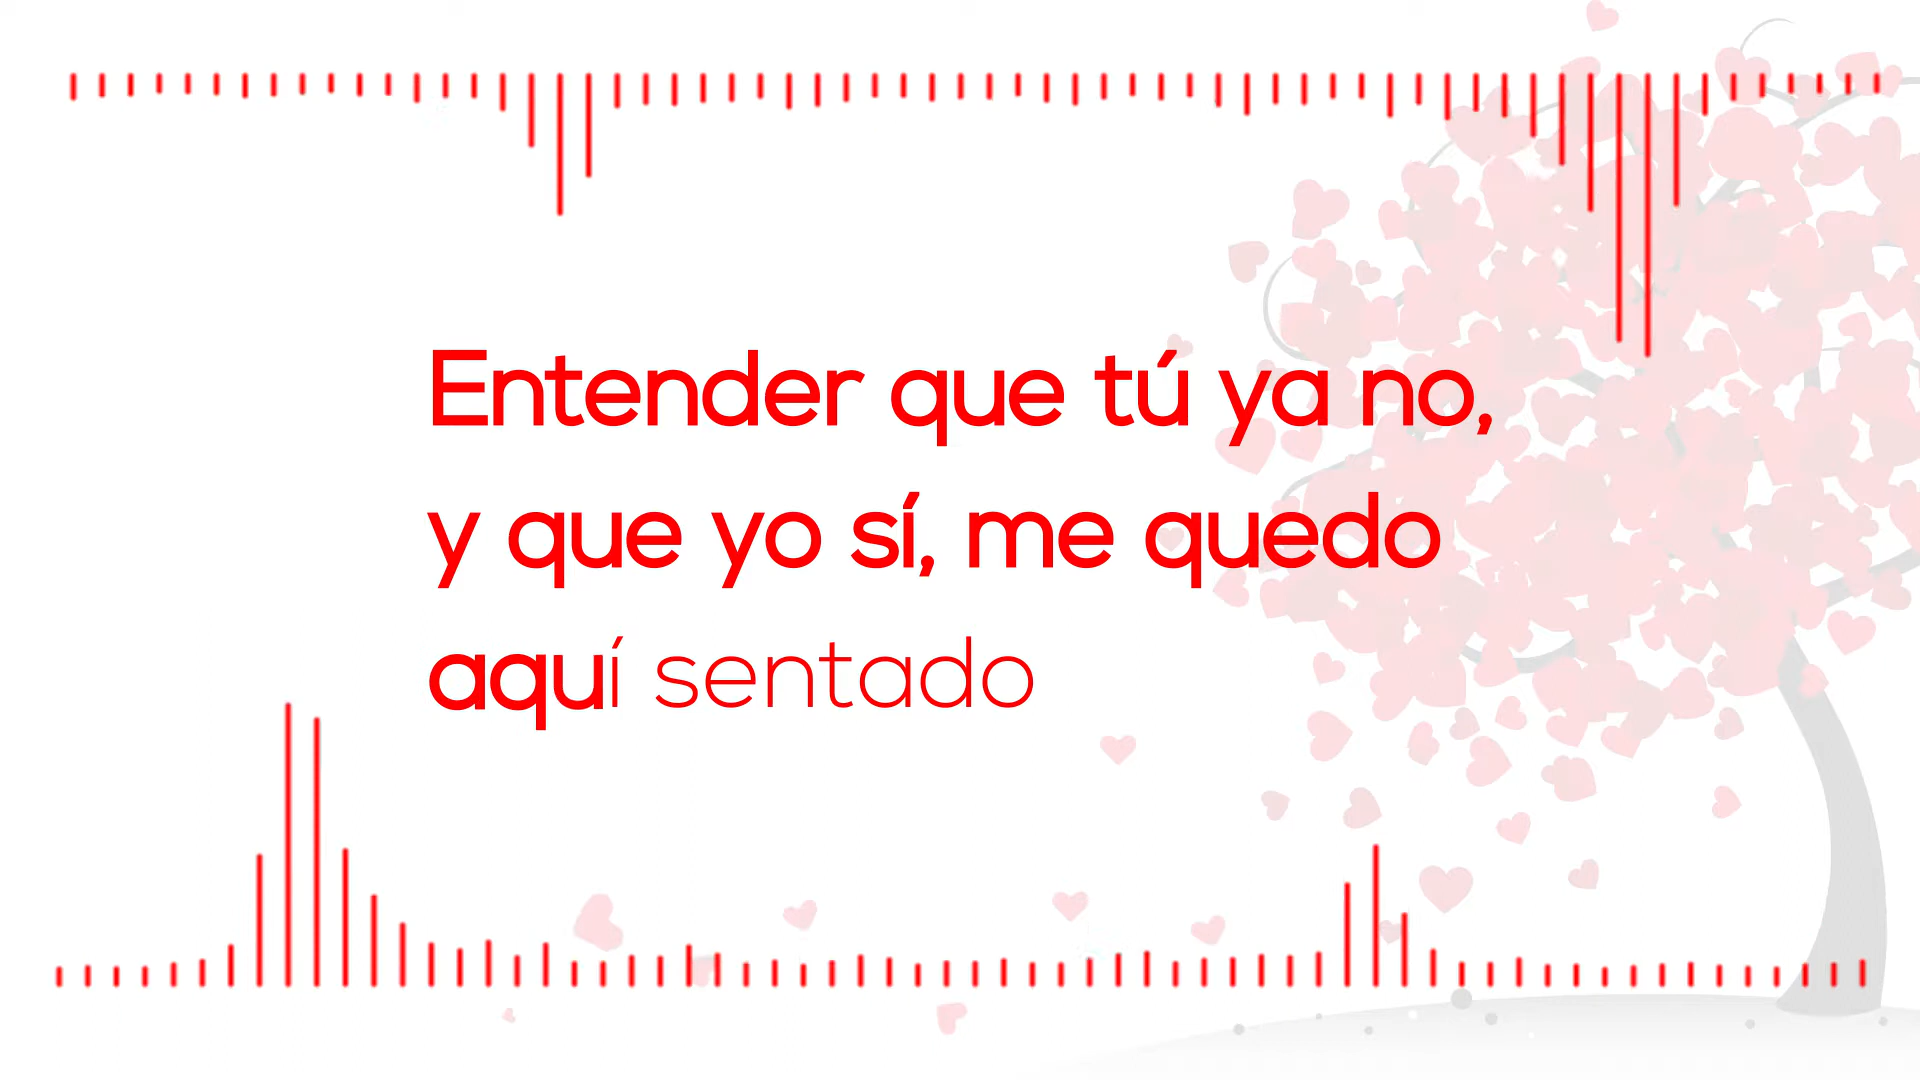 Entender que tú ya no,
y que yo sí, me quedo
aquí sentado